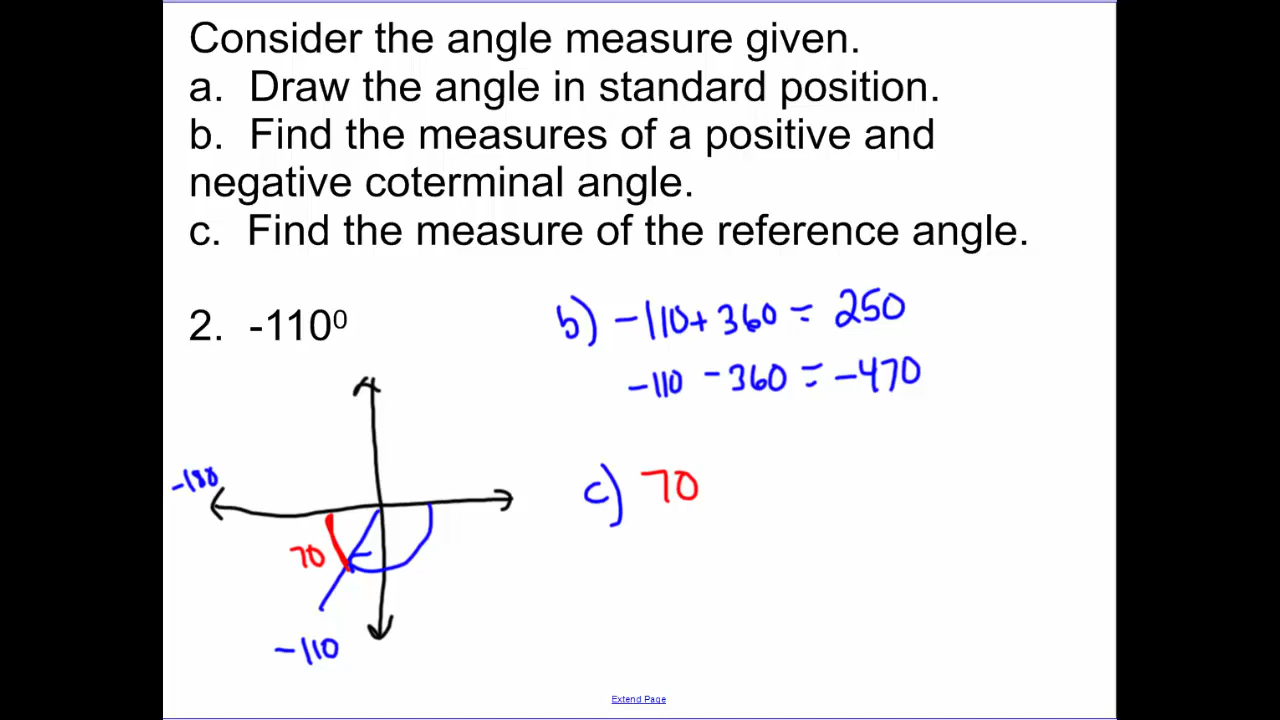 Consider the angle measure given.
a. Draw the angle in standard position.
b. Find the measures of a positive and
negative coterminal angle.
c. Find the measure of the reference angle.
2. -110⁰
b) -110+ 360 = 250
-110 - 360 = -470
-180
c) 70
70
-110
Extend Page